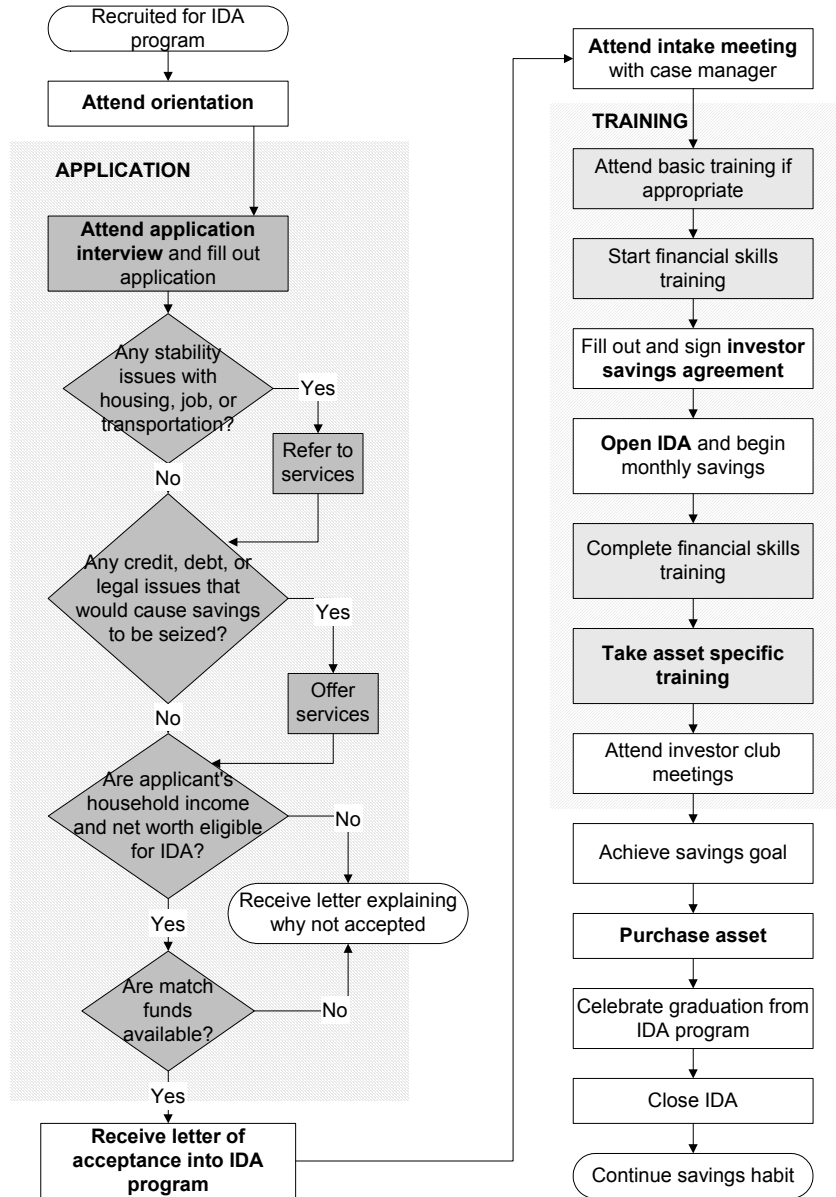 Recruited for IDA
program
Attend orientation
APPLICATION
Attend application
interview and fill out
application
Any stability
issues with
housing, job, or
transportation?
Yes
Refer to
services
No
Any credit, debt, or
legal issues that
would cause savings
to be seized?
Yes
Offer
services
No
Are applicant's
household income
and net worth eligible
for IDA?
No
Receive letter explaining
why not accepted
Yes
Are match
funds
available?
No
Yes
Receive letter of
acceptance into IDA
program
Attend intake meeting
with case manager
TRAINING
Attend basic training if
appropriate
Start financial skills
training
Fill out and sign investor
savings agreement
Open IDA and begin
monthly savings
Complete financial skills
training
Take asset specific
training
Attend investor club
meetings
Achieve savings goal
Purchase asset
Celebrate graduation from
IDA program
Close IDA
Continue savings habit